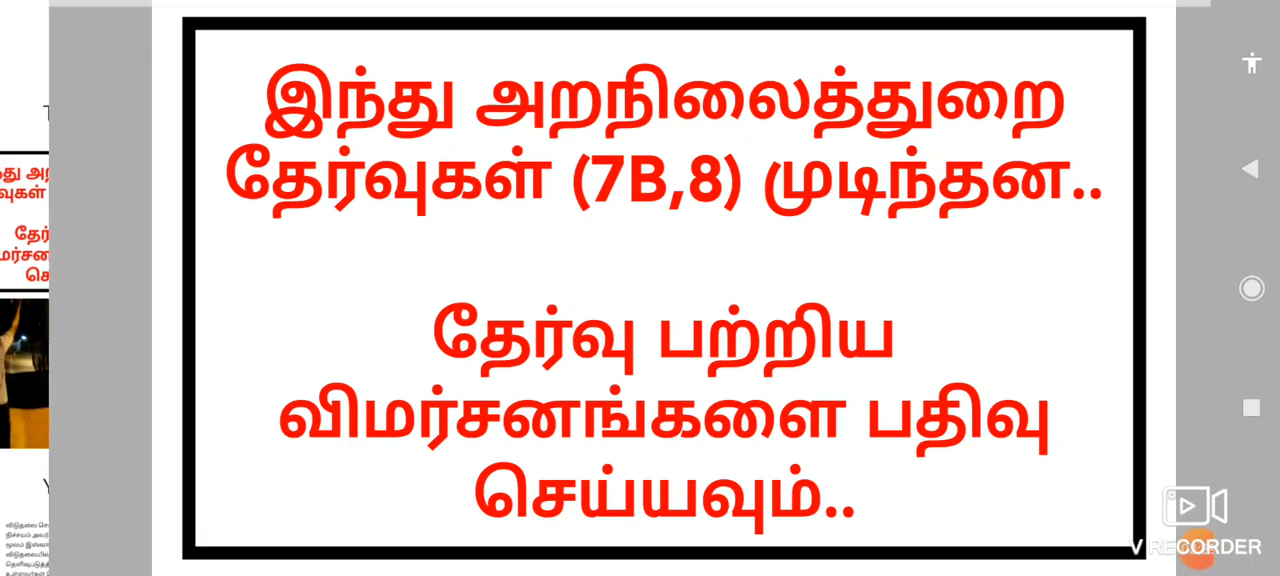 இந்து அறநிலைத்துறை
தேர்வுகள் (7B,8) முடிந்தன..
தேர்வு பற்றிய
விமர்சனங்களை பதிவு
செய்யவும்..
V RECORDER